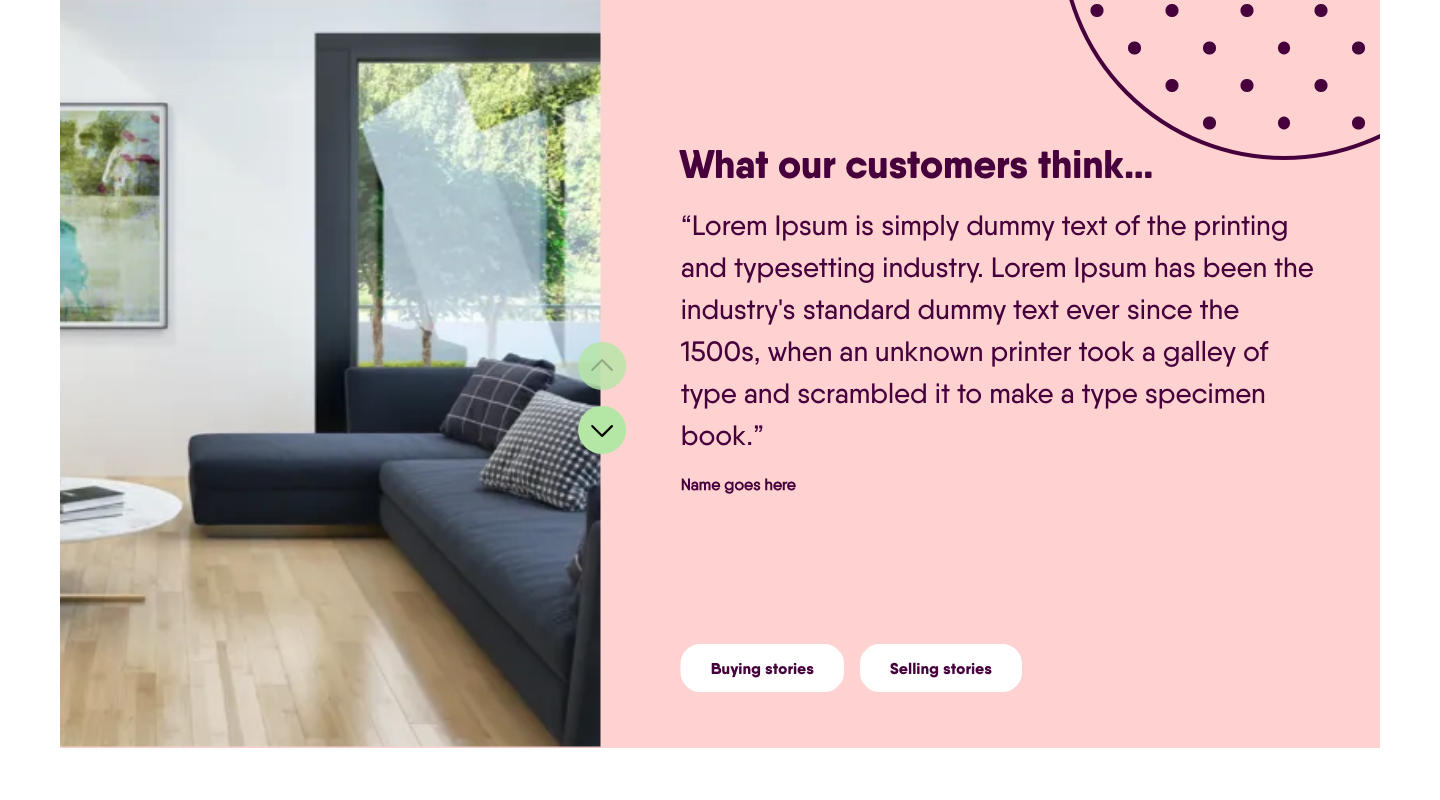 What our customers think...
“Lorem Ipsum is simply dummy text of the printing
and typesetting industry. Lorem Ipsum has been the
industry's standard dummy text ever since the
1500s, when an unknown printer took a galley of
type and scrambled it to make a type specimen
book.”
Name goes here
Buying stories
Selling stories